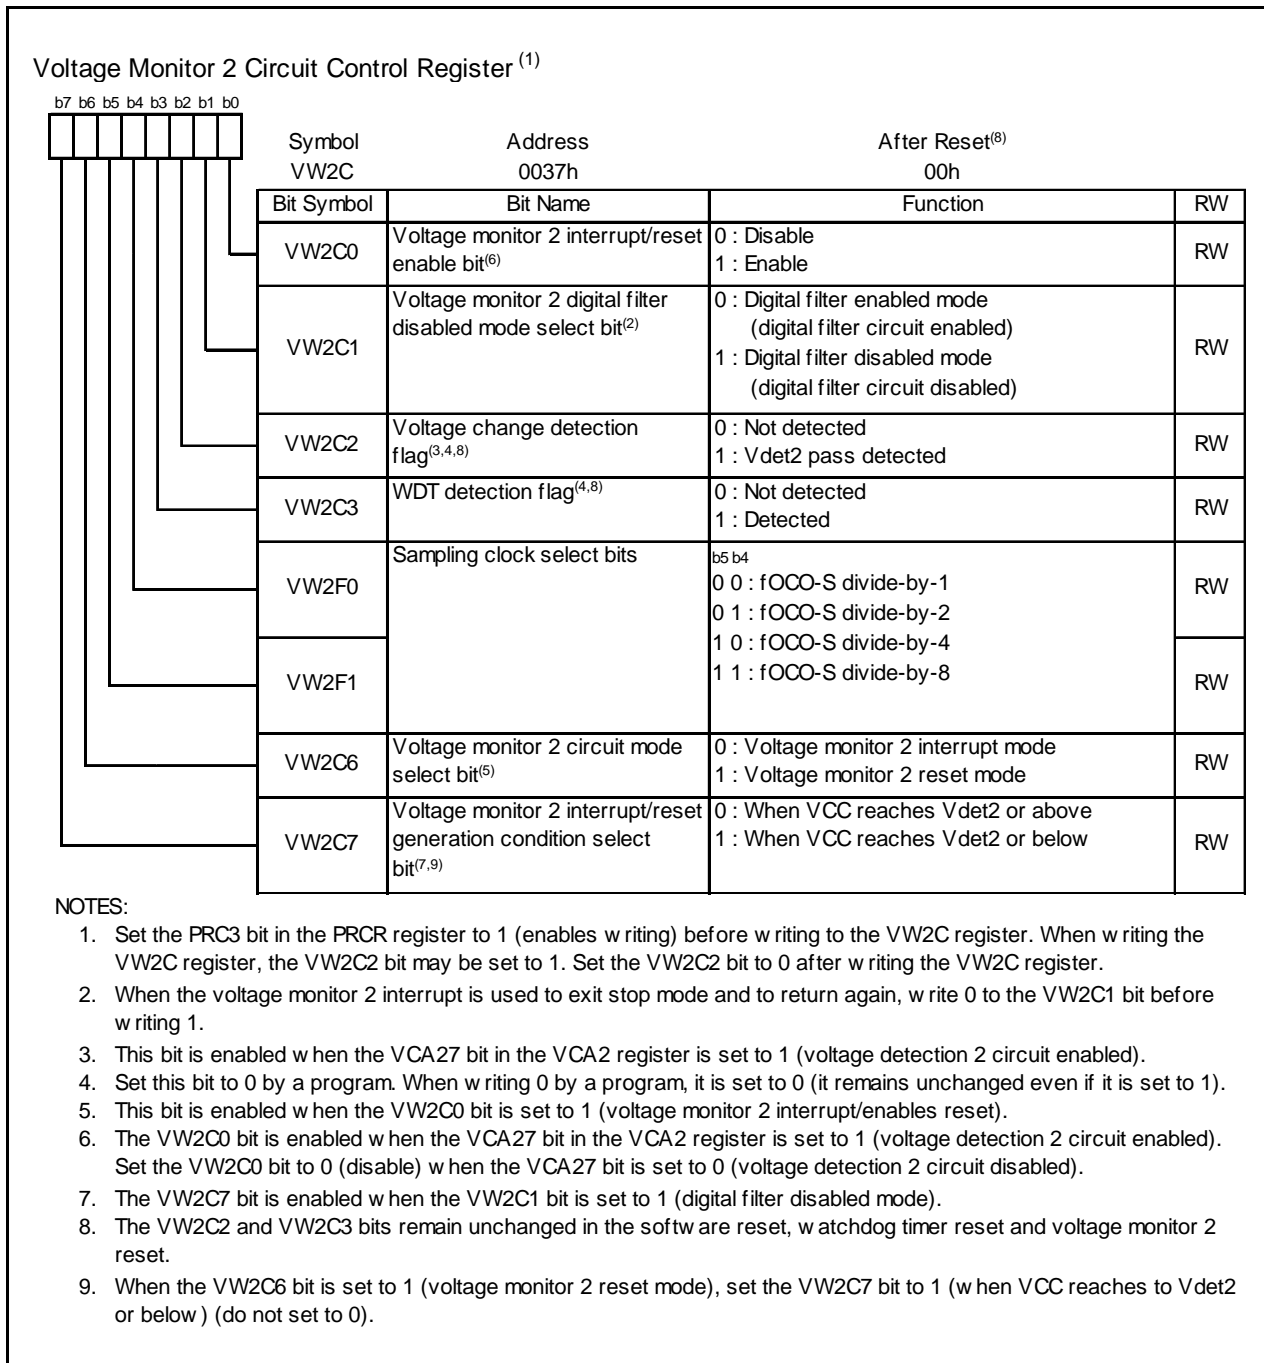 Voltage Monitor 2 Circuit Control Register (1)
b7 b6 b5 b4 b3 b2 b1 b0
Symbol Address After Reset(8)
VW2C 0037h 00h
Bit Symbol Bit Name Function RW
VW2C0 Voltage monitor 2 interrupt/reset 0 : Disable RW
enable bit(6) 1 : Enable
VW2C1 Voltage monitor 2 digital filter 0 : Digital filter enabled mode RW
disabled mode select bit(2) (digital filter circuit enabled)
1 : Digital filter disabled mode
(digital filter circuit disabled)
VW2C2 Voltage change detection 0 : Not detected RW
flag(3,4,8) 1 : Vdet2 pass detected
VW2C3 WDT detection flag(4,8) 0 : Not detected RW
1 : Detected
VW2F0 Sampling clock select bits b5 b4 RW
0 0 : fOCO-S divide-by-1
0 1 : fOCO-S divide-by-2
VW2F1 1 0 : fOCO-S divide-by-4 RW
1 1 : fOCO-S divide-by-8
VW2C6 Voltage monitor 2 circuit mode 0 : Voltage monitor 2 interrupt mode RW
select bit(5) 1 : Voltage monitor 2 reset mode
VW2C7 Voltage monitor 2 interrupt/reset 0 : When VCC reaches Vdet2 or above RW
generation condition select 1 : When VCC reaches Vdet2 or below
bit(7,9)
NOTES:
1. Set the PRC3 bit in the PRCR register to 1 (enables writing) before writing to the VW2C register. When writing the
VW2C register, the VW2C2 bit may be set to 1. Set the VW2C2 bit to 0 after writing the VW2C register.
2. When the voltage monitor 2 interrupt is used to exit stop mode and to return again, write 0 to the VW2C1 bit before
writing 1.
3. This bit is enabled when the VCA27 bit in the VCA2 register is set to 1 (voltage detection 2 circuit enabled).
4. Set this bit to 0 by a program. When writing 0 by a program, it is set to 0 (it remains unchanged even if it is set to 1).
5. This bit is enabled when the VW2C0 bit is set to 1 (voltage monitor 2 interrupt/enables reset).
6. The VW2C0 bit is enabled when the VCA27 bit in the VCA2 register is set to 1 (voltage detection 2 circuit enabled).
Set the VW2C0 bit to 0 (disable) when the VCA27 bit is set to 0 (voltage detection 2 circuit disabled).
7. The VW2C7 bit is enabled when the VW2C1 bit is set to 1 (digital filter disabled mode).
8. The VW2C2 and VW2C3 bits remain unchanged in the software reset, watchdog timer reset and voltage monitor 2
reset.
9. When the VW2C6 bit is set to 1 (voltage monitor 2 reset mode), set the VW2C7 bit to 1 (when VCC reaches to Vdet2
or below) (do not set to 0).